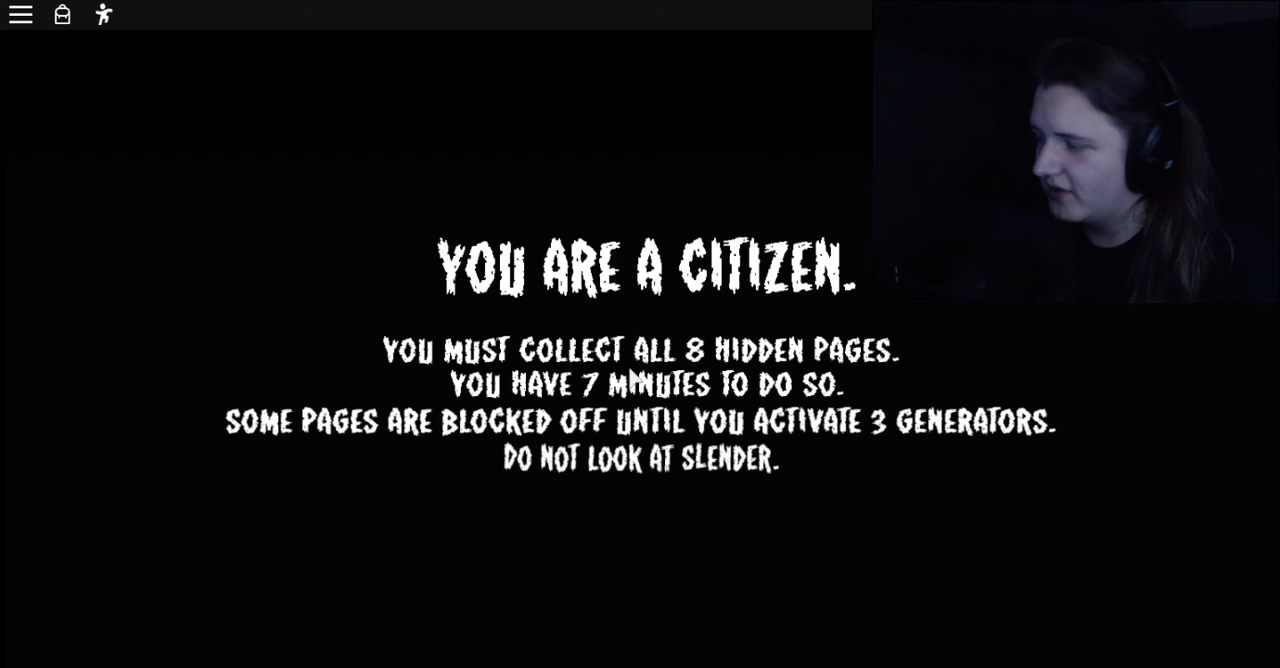 YOU ARE A CITIZEN.
YOU MUST COLLECT ALL 8 HIDDEN PAGES.
YOU HAVE 7 MINUTES TO DO SO.
SOME PAGES ARE BLOCKED OFF UNTIL YOU ACTIVATE 3 GENERATORS.
DO NOT LOOK AT SLENDER.